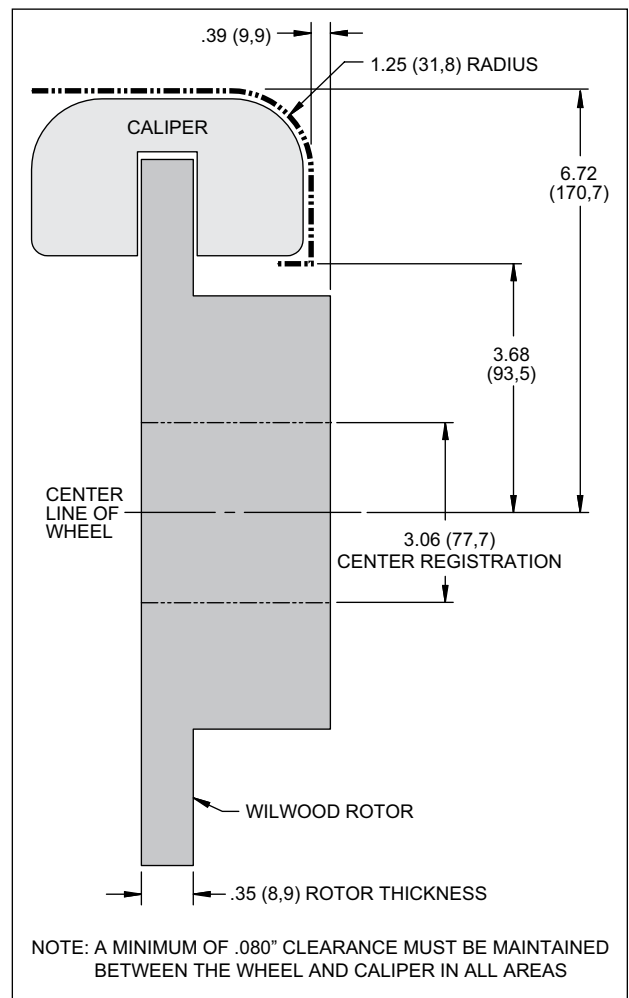 .39 (9,9)
1.25 (31,8) RADIUS
CALIPER
6.72
(170,7)
3.68
(93,5)
CENTER
LINE OF
WHEEL
3.06 (77,7)
CENTER REGISTRATION
WILWOOD ROTOR
.35 (8,9) ROTOR THICKNESS
NOTE: A MINIMUM OF .080" CLEARANCE MUST BE MAINTAINED
BETWEEN THE WHEEL AND CALIPER IN ALL AREAS